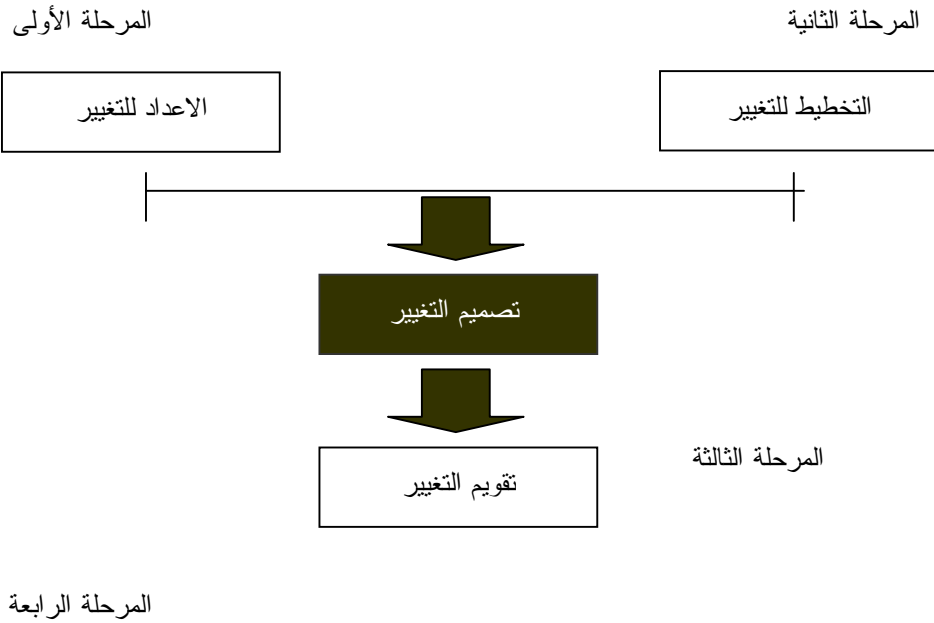 المرحلة الثانية
المرحلة الأولى
التخطيط للتغيير
الاعداد للتغيير
تصميم التغيير
المرحلة الثالثة
تقويم التغيير
المرحلة الرابعة